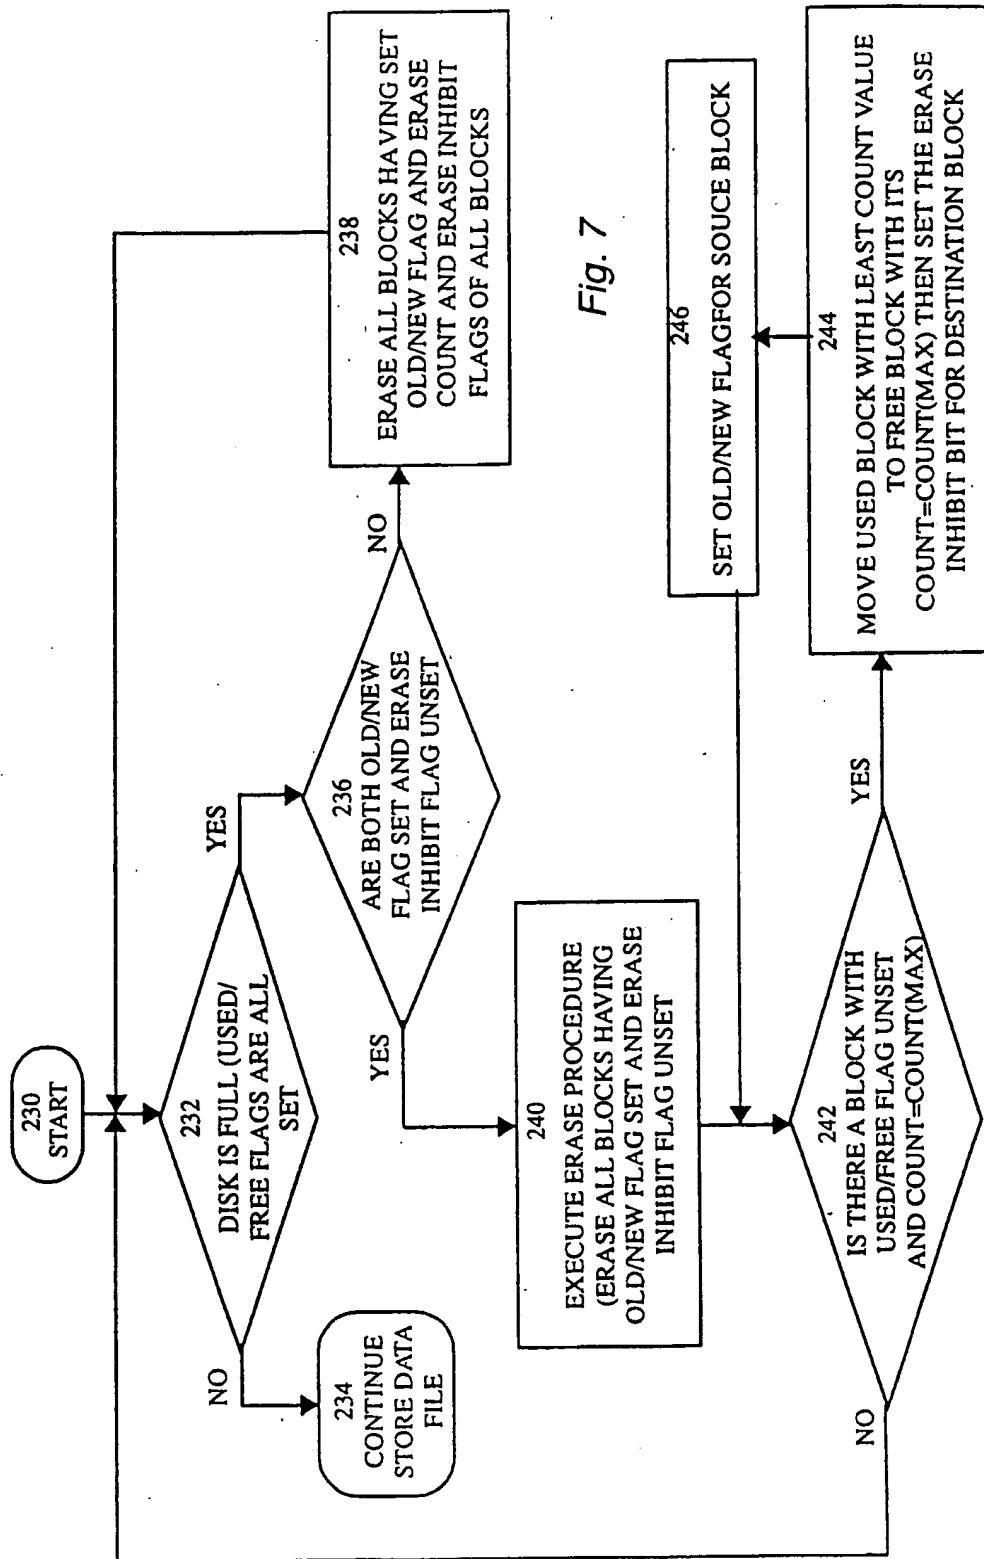 230
START
232
DISK IS FULL (USED/
FREE FLAGS ARE ALL
SET
NO
YES
234
CONTINUE
STORE DATA
FILE
236
ARE BOTH OLD/NEW
FLAG SET AND ERASE
INHIBIT FLAG UNSET
NO
YES
238
ERASE ALL BLOCKS HAVING SET
OLD/NEW FLAG AND ERASE
COUNT AND ERASE INHIBIT
FLAGS OF ALL BLOCKS
240
EXECUTE ERASE PROCEDURE
(ERASE ALL BLOCKS HAVING
OLD/NEW FLAG SET AND ERASE
INHIBIT FLAG UNSET
242
IS THERE A BLOCK WITH
USED/FREE FLAG UNSET
AND COUNT=COUNT(MAX)
NO
YES
244
MOVE USED BLOCK WITH LEAST COUNT VALUE
TO FREE BLOCK WITH ITS
COUNT=COUNT(MAX) THEN SET THE ERASE
INHIBIT BIT FOR DESTINATION BLOCK
246
SET OLD/NEW FLAGFOR SOUCE BLOCK
Fig. 7